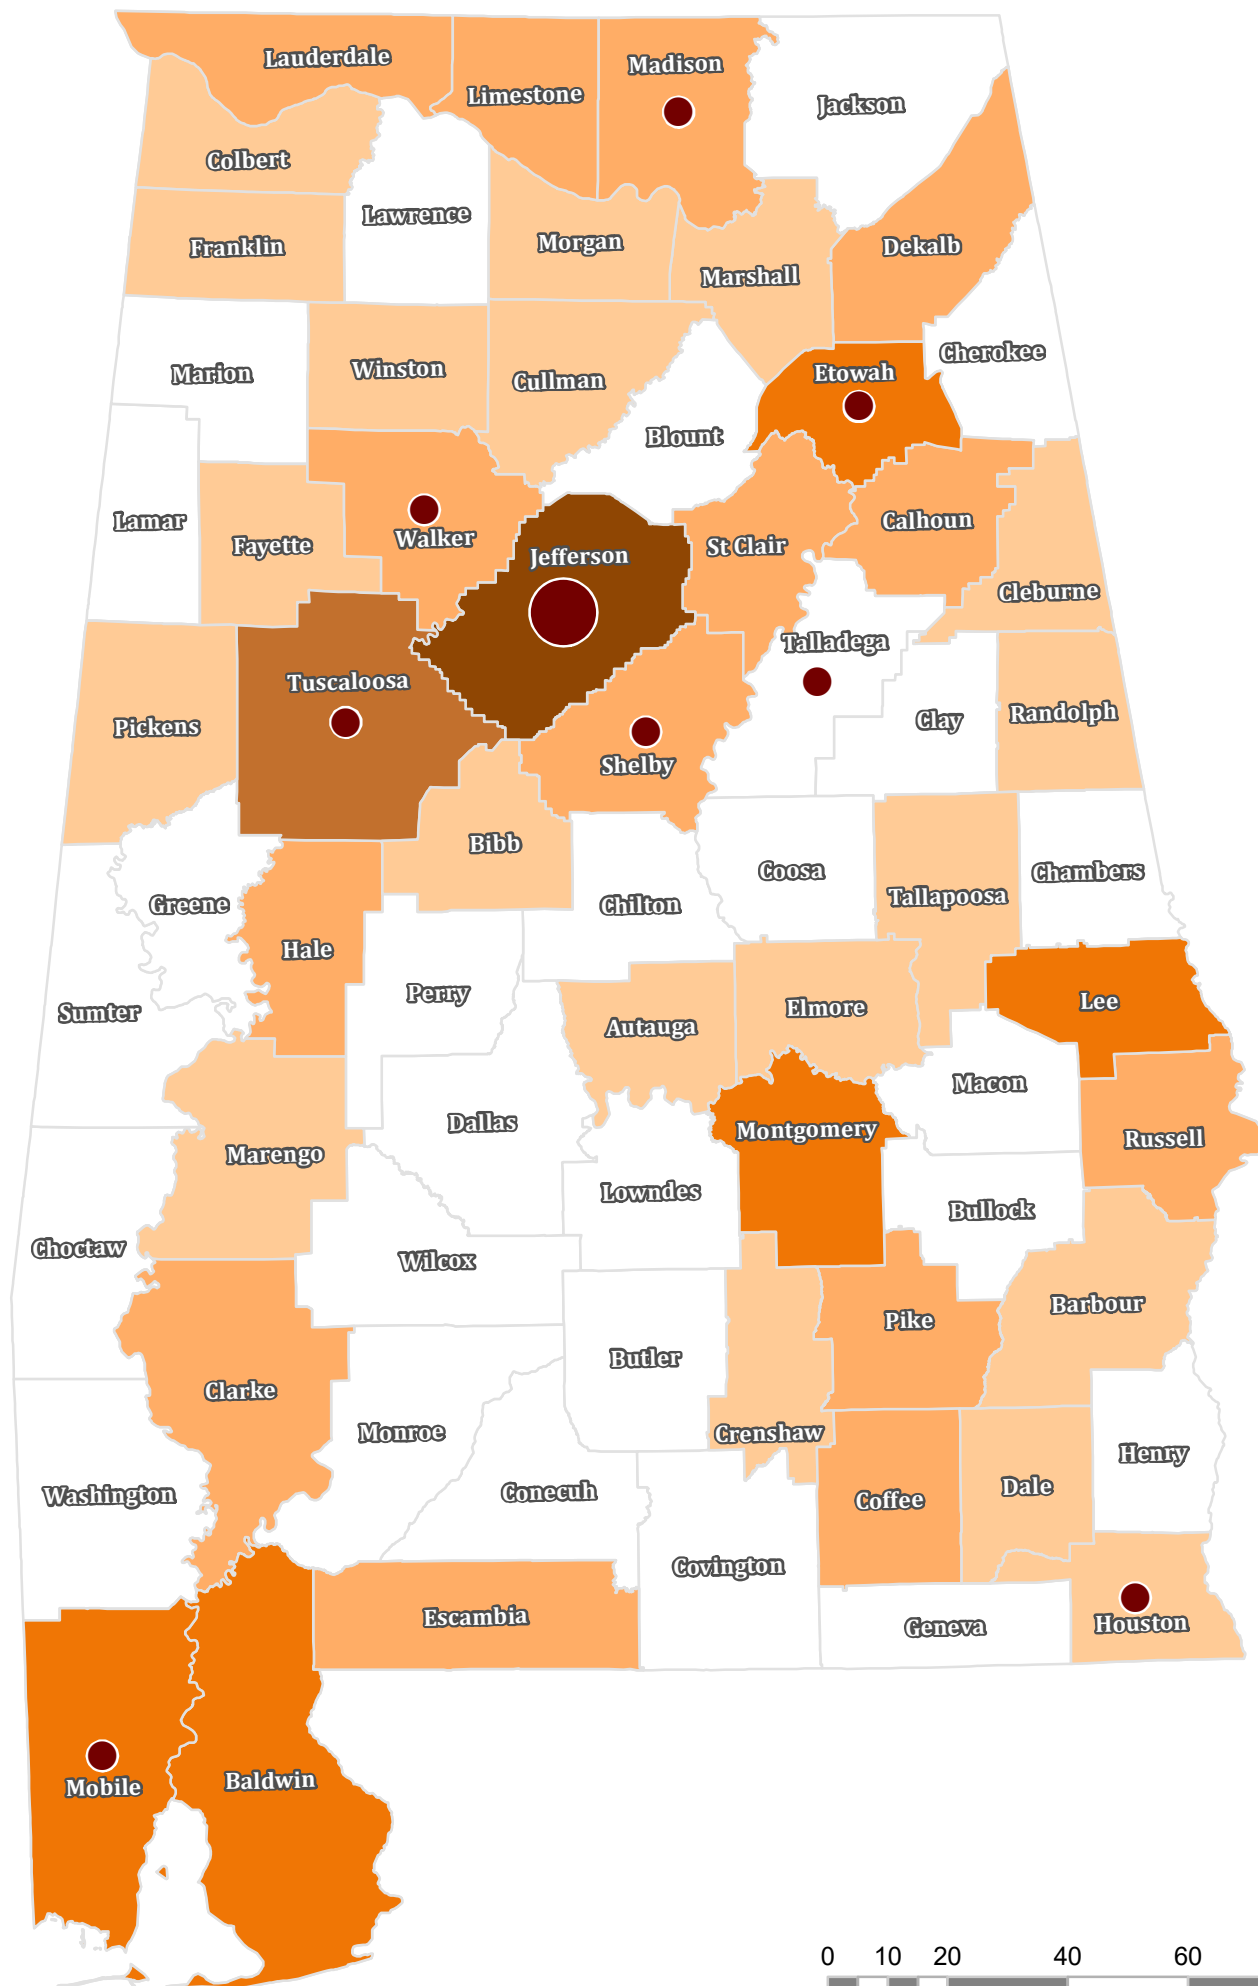 Lauderdale
Limestone
Madison
Jackson
Colbert
Lawrence
Franklin
Morgan
Marshall
Dekalb
Marion
Winston
Cullman
Etowah
Cherokee
Blount
Lamar
Fayette
Walker
Jefferson
St Clair
Calhoun
Cleburne
Talladega
Tuscaloosa
Pickens
Shelby
Clay
Randolph
Bibb
Greene
Chilton
Coosa
Tallapoosa
Chambers
Hale
Sumter
Perry
Autauga
Elmore
Lee
Dallas
Macon
Marengo
Montgomery
Russell
Lowndes
Bullock
Choctaw
Wilcox
Barbour
Pike
Butler
Clarke
Monroe
Crenshaw
Henry
Washington
Conecuh
Coffee
Dale
Covington
Escambia
Geneva
Houston
Mobile
Baldwin
0 10 20 40 60